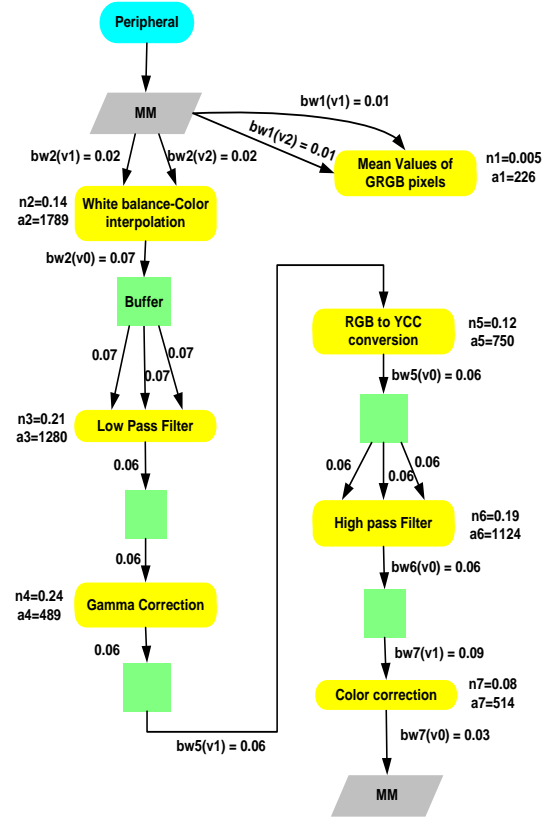 Peripheral
MM
bw1(v1) = 0.01
bw1(v2) = 0.01
Mean Values of
GRGB pixels
n1=0.005
a1=226
bw2(v1) = 0.02
bw2(v2) = 0.02
n2=0.14
a2=1789
White balance-Color
interpolation
bw2(v0) = 0.07
Buffer
0.07
0.07
0.07
n3=0.21
a3=1280
Low Pass Filter
0.06
0.06
n4=0.24
a4=489
Gamma Correction
0.06
bw5(v1) = 0.06
RGB to YCC
conversion
n5=0.12
a5=750
bw5(v0) = 0.06
0.06
0.06
0.06
High pass Filter
n6=0.19
a6=1124
bw6(v0) = 0.06
bw7(v1) = 0.09
Color correction
n7=0.08
a7=514
bw7(v0) = 0.03
MM